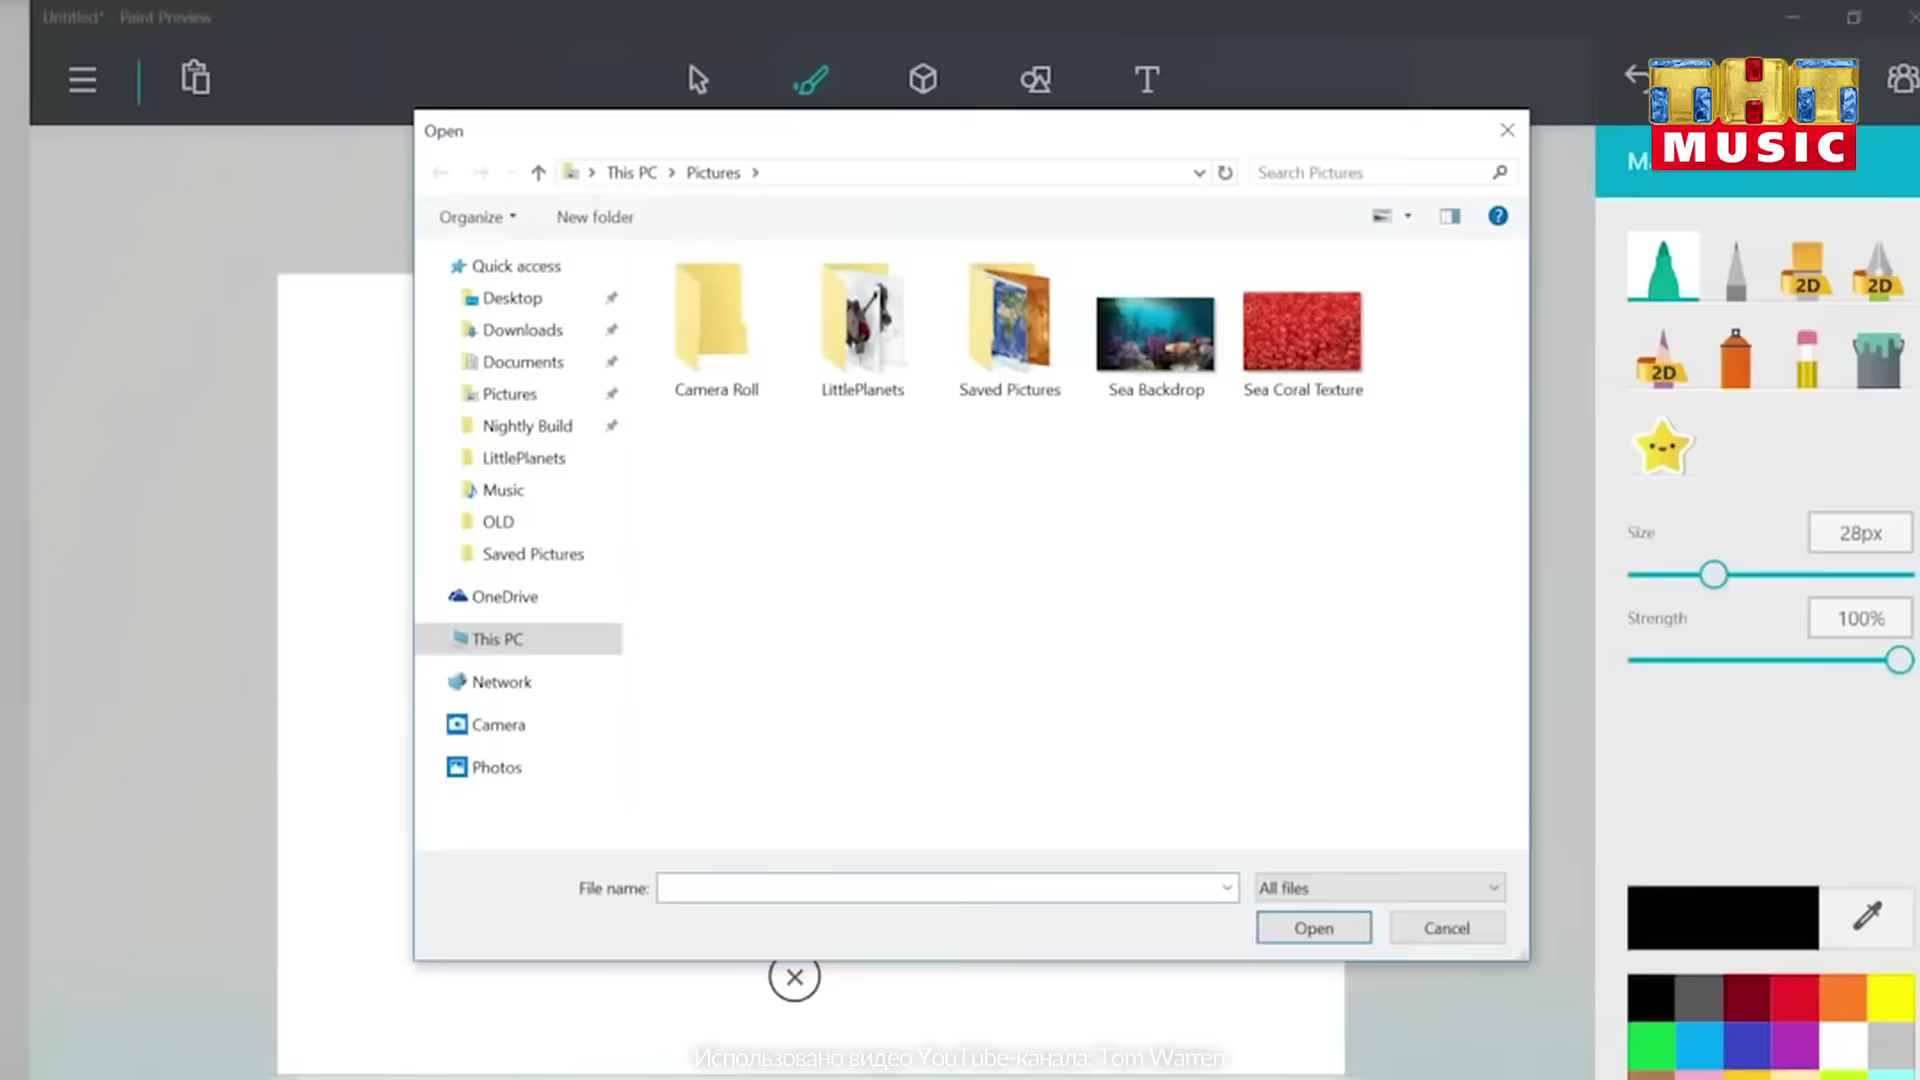 Untitled* - Paint Preview
ТНТ
MUSIC
Open
This PC > Pictures >
Search Pictures
Organize
New folder
Quick access
Desktop
Downloads
Documents
Pictures
Nightly Build
LittlePlanets
Music
OLD
Saved Pictures
OneDrive
This PC
Network
Camera
Photos
Camera Roll
LittlePlanets
Saved Pictures
Sea Backdrop
Sea Coral Texture
File name:
All files
Open
Cancel
2D
2D
2D
Size
28px
Strength
100%
Использовано видео YouTube-канала: Tom Warren